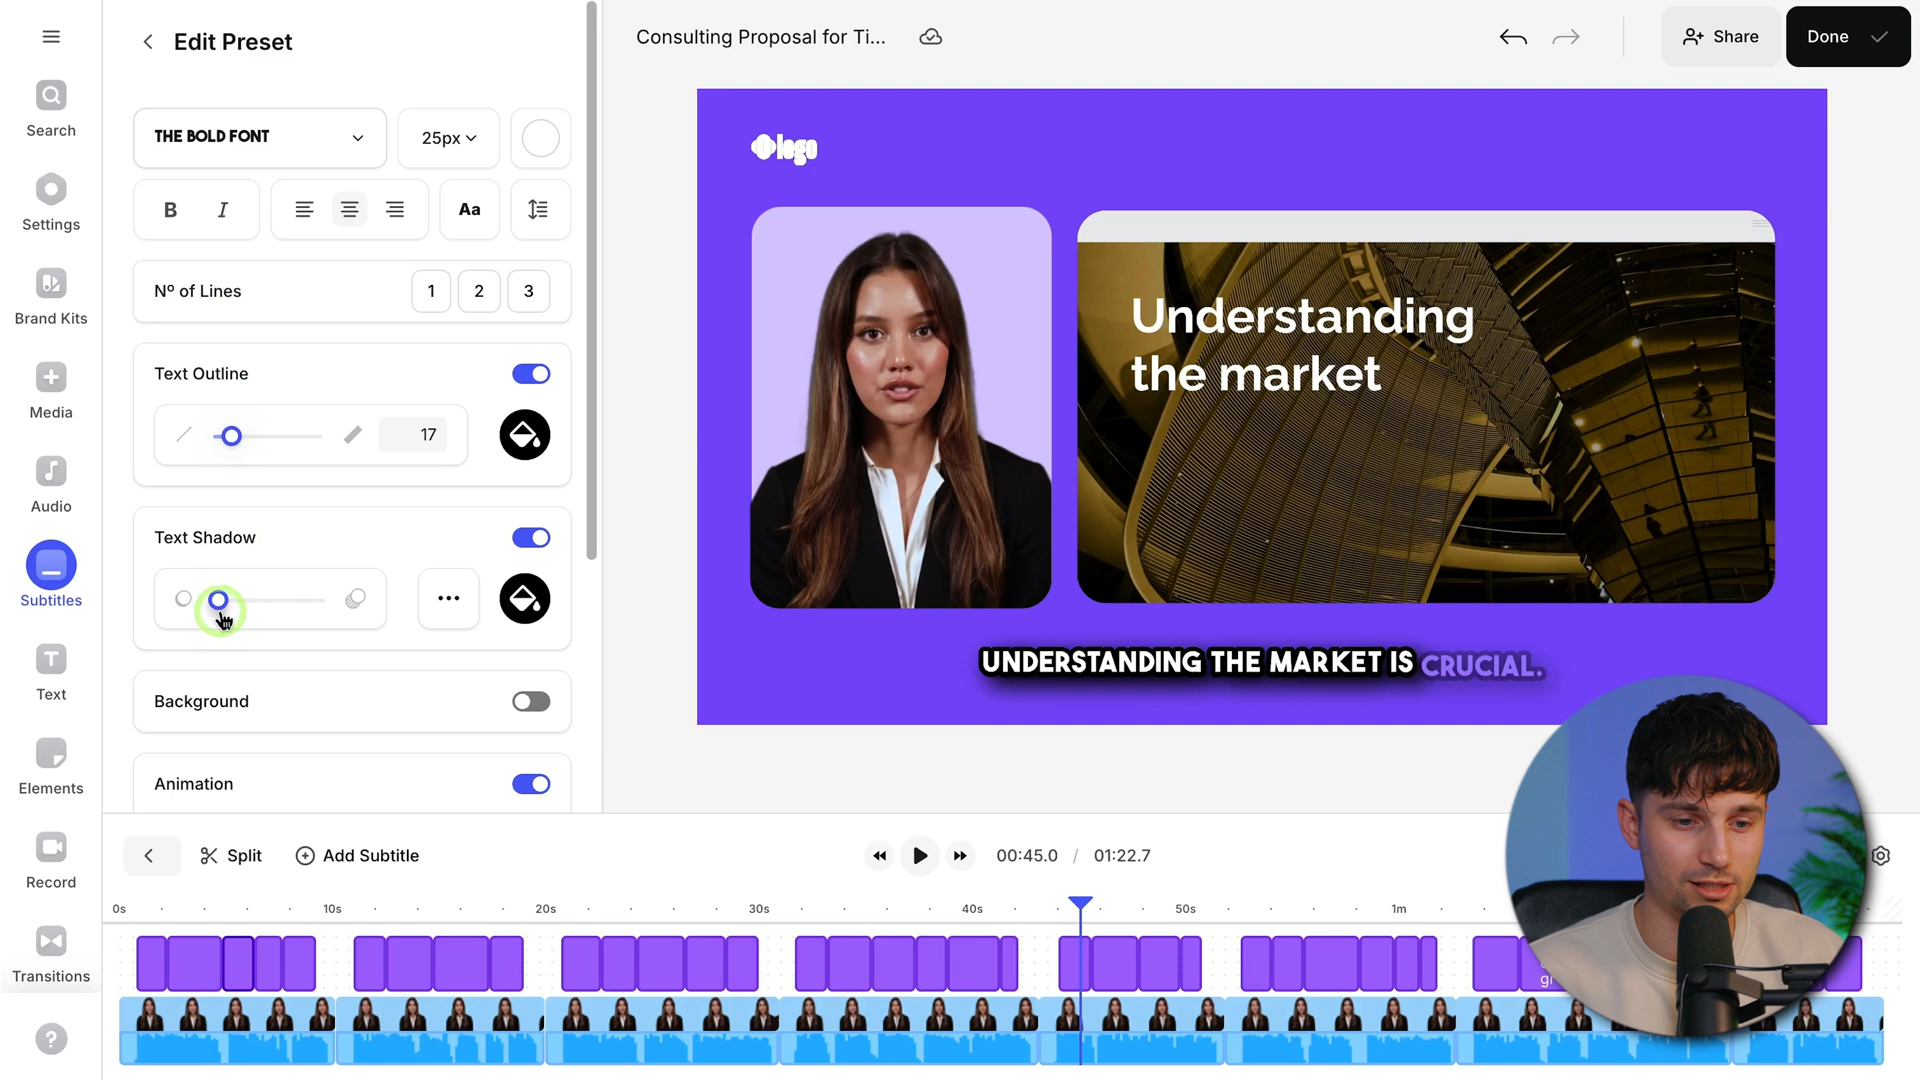 Edit Preset
Consulting Proposal for Ti...
Share
Done
Search
Settings
Brand Kits
Media
Audio
Subtitles
Text
Elements
Record
Transitions
THE BOLD FONT
25px
B
I
Aa
Nº of Lines
1
2
3
Text Outline
17
Text Shadow
Background
Animation
logo
Understanding
the market
UNDERSTANDING THE MARKET IS CRUCIAL.
Split
Add Subtitle
00:45.0 / 01:22.7
0s
10s
20s
30s
40s
50s
1m